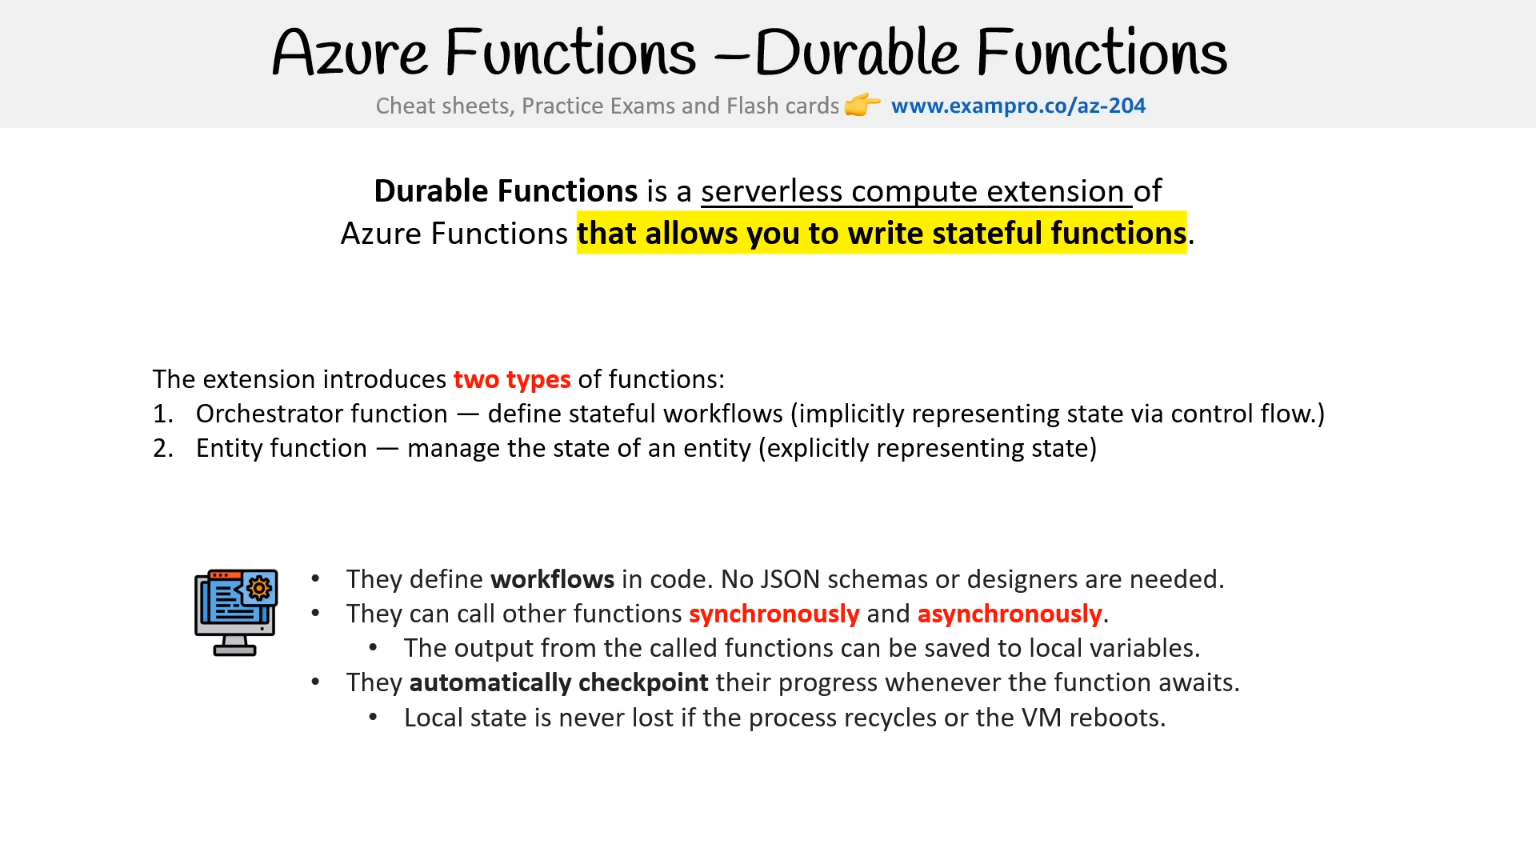 Azure Functions –Durable Functions
Cheat sheets, Practice Exams and Flash cards 👉 www.exampro.co/az-204
Durable Functions is a serverless compute extension of
Azure Functions that allows you to write stateful functions.
The extension introduces two types of functions:
1. Orchestrator function — define stateful workflows (implicitly representing state via control flow.)
2. Entity function — manage the state of an entity (explicitly representing state)
• They define workflows in code. No JSON schemas or designers are needed.
• They can call other functions synchronously and asynchronously.
• The output from the called functions can be saved to local variables.
• They automatically checkpoint their progress whenever the function awaits.
• Local state is never lost if the process recycles or the VM reboots.